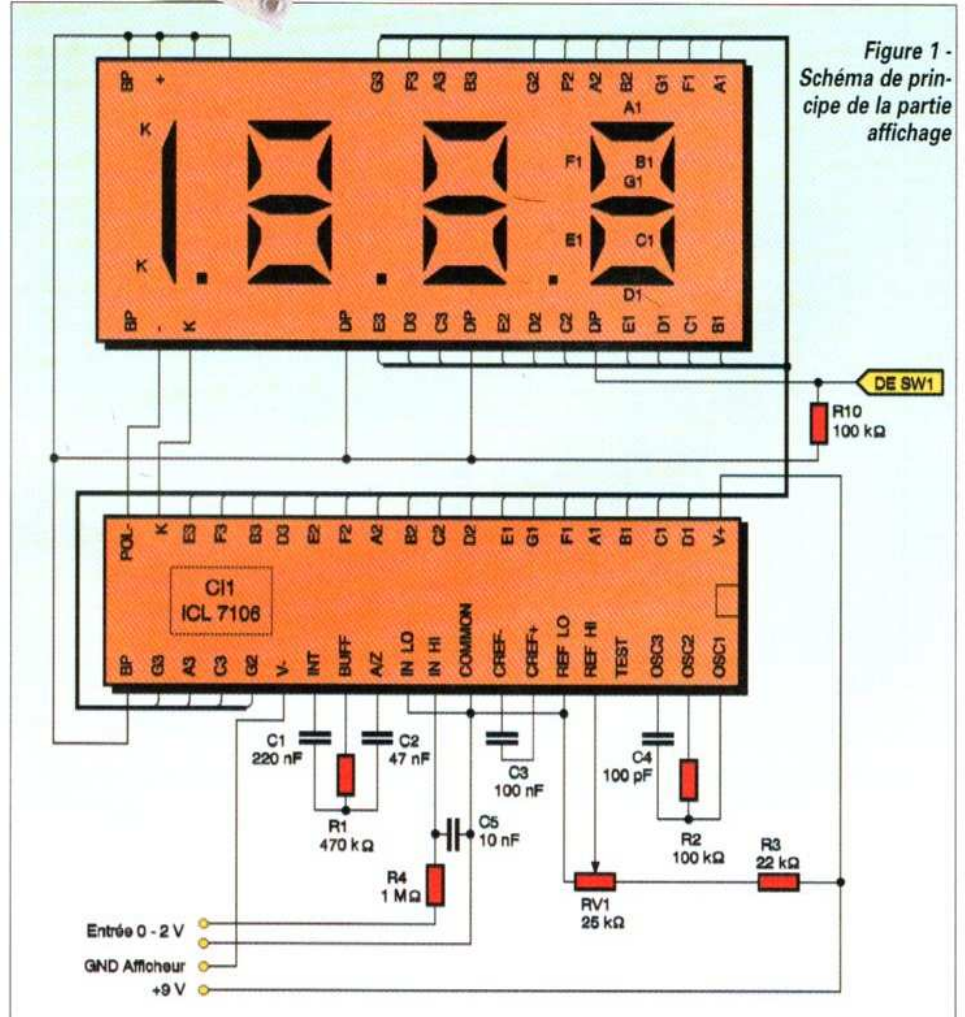 Figure 1 -
Schéma de prin-
cipe de la partie
affichage
BP + G3 F3 A3 B3 G2 F2 A2 B2 G1 F1 A1
K
A1
F1 B1
G1
K
E1 C1
D1
BP - K DP E3 D3 C3 DP E2 D2 C2 DP E1 D1 C1 B1
DE SW1
R10
100 kΩ
POL- K E3 F3 B3 D3 E2 F2 A2 B2 C2 D2 E1 G1 F1 A1 B1 C1 D1 V+
CI1
ICL 7106
BP G3 A3 C3 G2 V- INT BUFF A/Z IN LO IN HI COMMON CREF- CREF+ REF LO REF HI TEST OSC3 OSC2 OSC1
C1
220 nF
C2
47 nF
C3
100 nF
C4
100 pF
R1
470 kΩ
C5
10 nF
R2
100 kΩ
R3
22 kΩ
R4
1 MΩ
RV1
25 kΩ
Entrée 0 - 2 V
GND Afficheur
+9 V